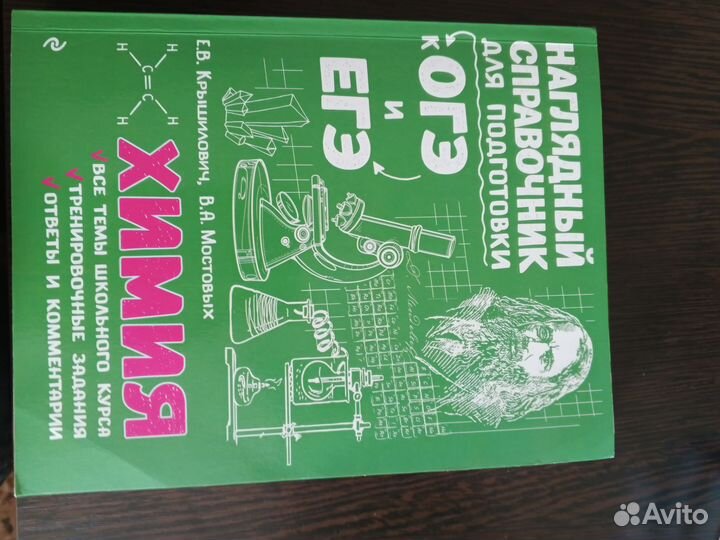 НАГЛЯДНЫЙ
СПРАВОЧНИК
ДЛЯ ПОДГОТОВКИ
К ОГЭ
И
ЕГЭ
Е.В. Крышилович, В.А. Мостовых
ХИМИЯ
ВСЕ ТЕМЫ ШКОЛЬНОГО КУРСА
ТРЕНИРОВОЧНЫЕ ЗАДАНИЯ
ОТВЕТЫ И КОММЕНТАРИИ
H H
C=C
H H
Avito